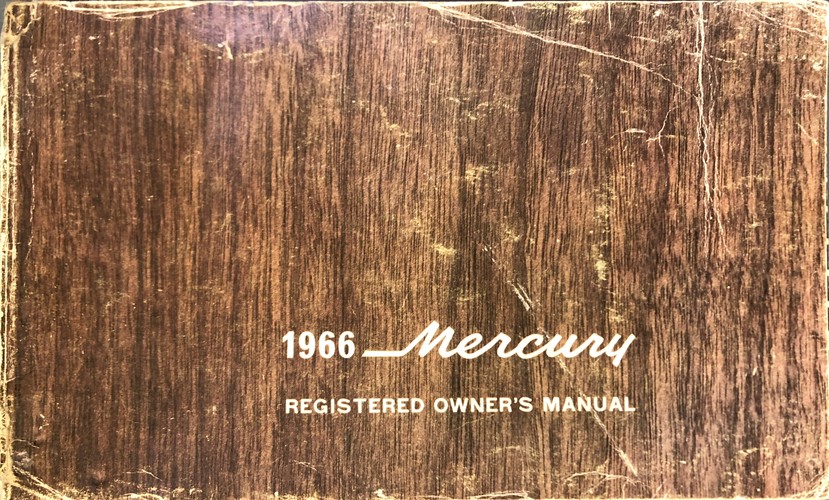 1966 Mercury
REGISTERED OWNER'S MANUAL